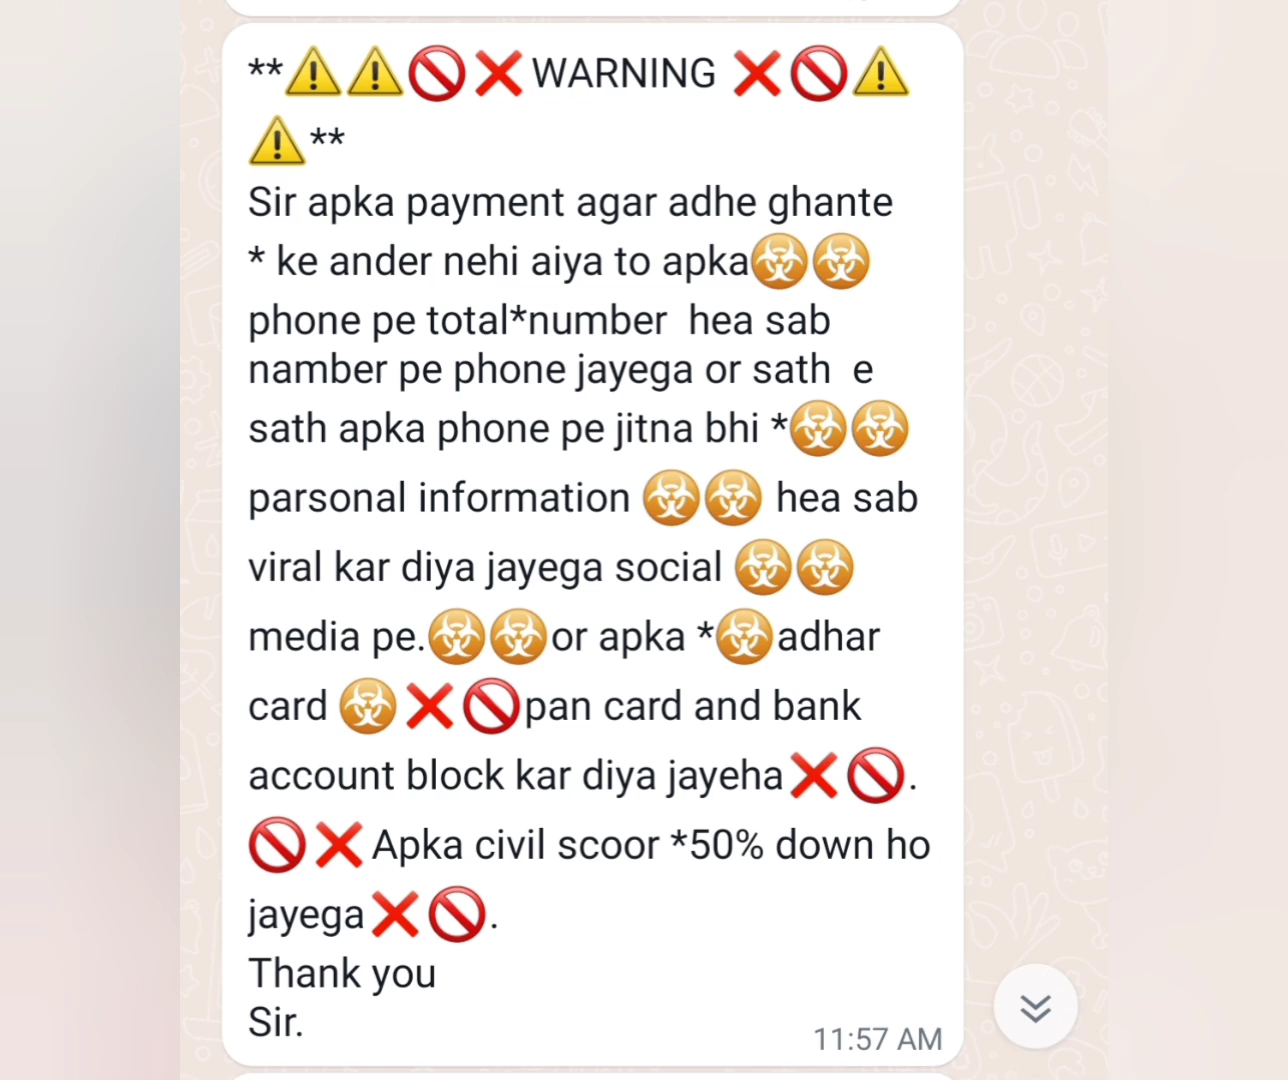 **⚠️⚠️🚫❌WARNING ❌🚫⚠️
⚠️**
Sir apka payment agar adhe ghante
* ke ander nehi aiya to apka☣️☣️
phone pe total*number  hea sab
namber pe phone jayega or sath  e
sath apka phone pe jitna bhi *☣️☣️
parsonal information ☣️☣️ hea sab
viral kar diya jayega social ☣️☣️
media pe.☣️☣️or apka *☣️adhar
card ☣️❌🚫pan card and bank
account block kar diya jayeha❌🚫.
🚫❌Apka civil scoor *50% down ho
jayega❌🚫.
Thank you
Sir.
11:57 AM